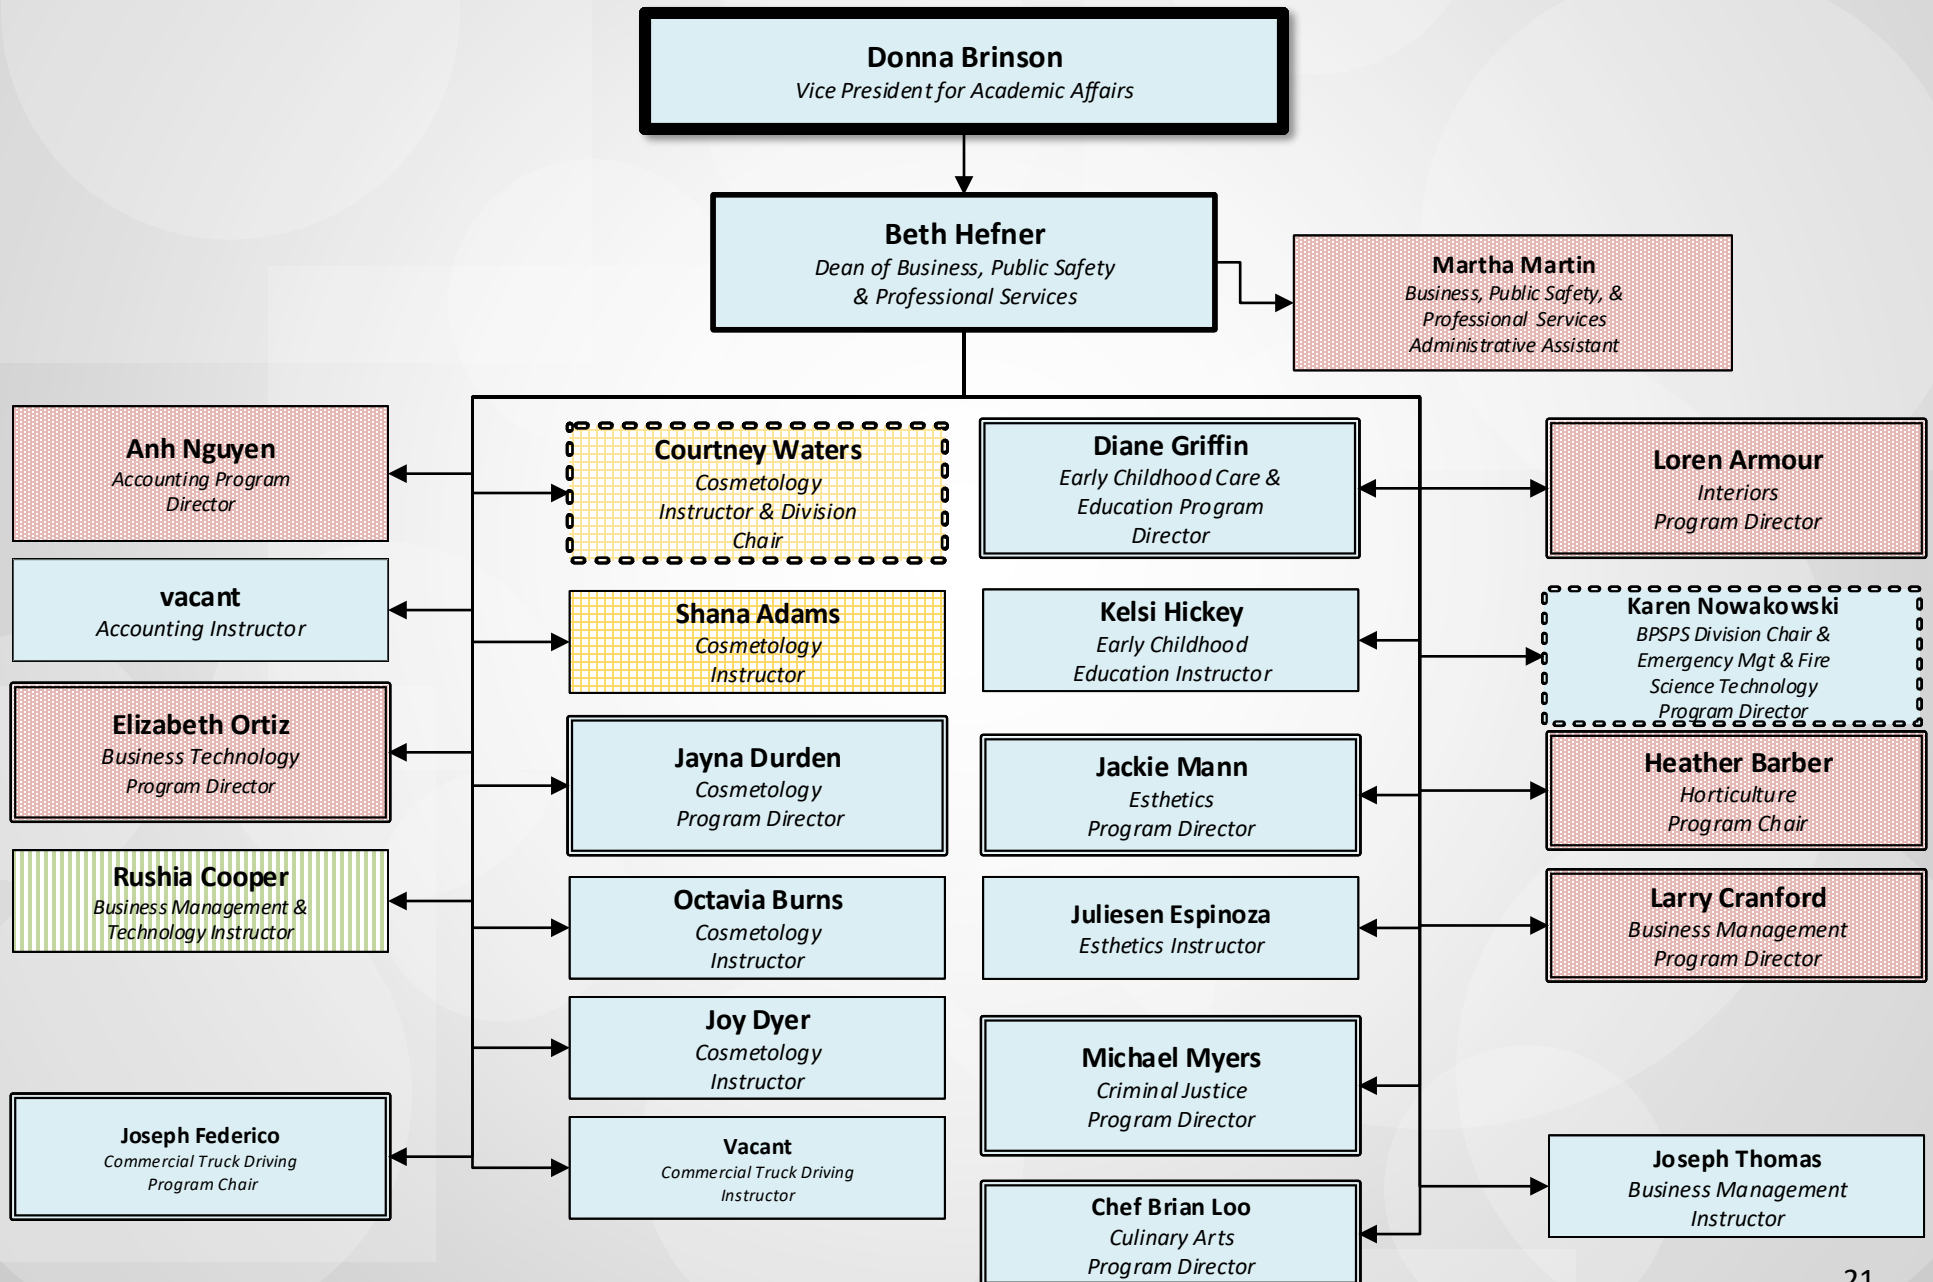 Donna Brinson
Vice President for Academic Affairs
Beth Hefner
Dean of Business, Public Safety
& Professional Services
Martha Martin
Business, Public Safety, &
Professional Services
Administrative Assistant
Anh Nguyen
Accounting Program
Director
vacant
Accounting Instructor
Elizabeth Ortiz
Business Technology
Program Director
Rushia Cooper
Business Management &
Technology Instructor
Joseph Federico
Commercial Truck Driving
Program Chair
Courtney Waters
Cosmetology
Instructor & Division
Chair
Shana Adams
Cosmetology
Instructor
Jayna Durden
Cosmetology
Program Director
Octavia Burns
Cosmetology
Instructor
Joy Dyer
Cosmetology
Instructor
Vacant
Commercial Truck Driving
Instructor
Diane Griffin
Early Childhood Care &
Education Program
Director
Kelsi Hickey
Early Childhood
Education Instructor
Jackie Mann
Esthetics
Program Director
Juliesen Espinoza
Esthetics Instructor
Michael Myers
Criminal Justice
Program Director
Chef Brian Loo
Culinary Arts
Program Director
Loren Armour
Interiors
Program Director
Karen Nowakowski
BPSPS Division Chair &
Emergency Mgt & Fire
Science Technology
Program Director
Heather Barber
Horticulture
Program Chair
Larry Cranford
Business Management
Program Director
Joseph Thomas
Business Management
Instructor
21